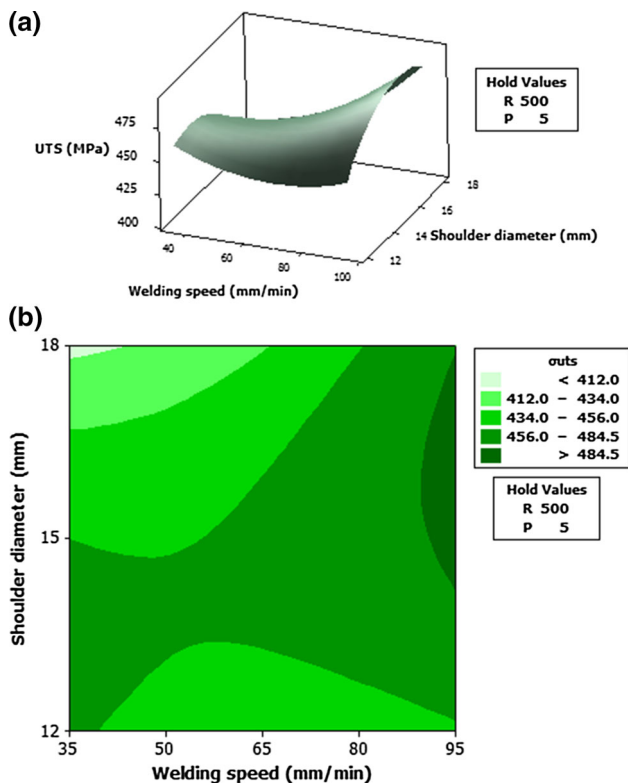 (a)
475
450
425
400
UTS (MPa)
40
60
80
100
Welding speed (mm/min)
12
14
16
18
Shoulder diameter (mm)
Hold Values
R 500
P 5
(b)
18
15
12
Shoulder diameter (mm)
35
50
65
80
95
Welding speed (mm/min)
σuts
< 412.0
412.0 – 434.0
434.0 – 456.0
456.0 – 484.5
> 484.5
Hold Values
R 500
P 5